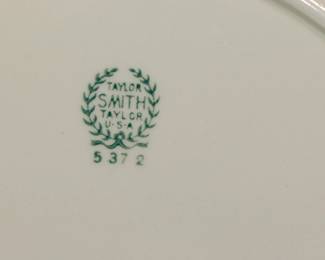 TAYLOR
SMITH
TAYLOR
U·S·A
5 37 2